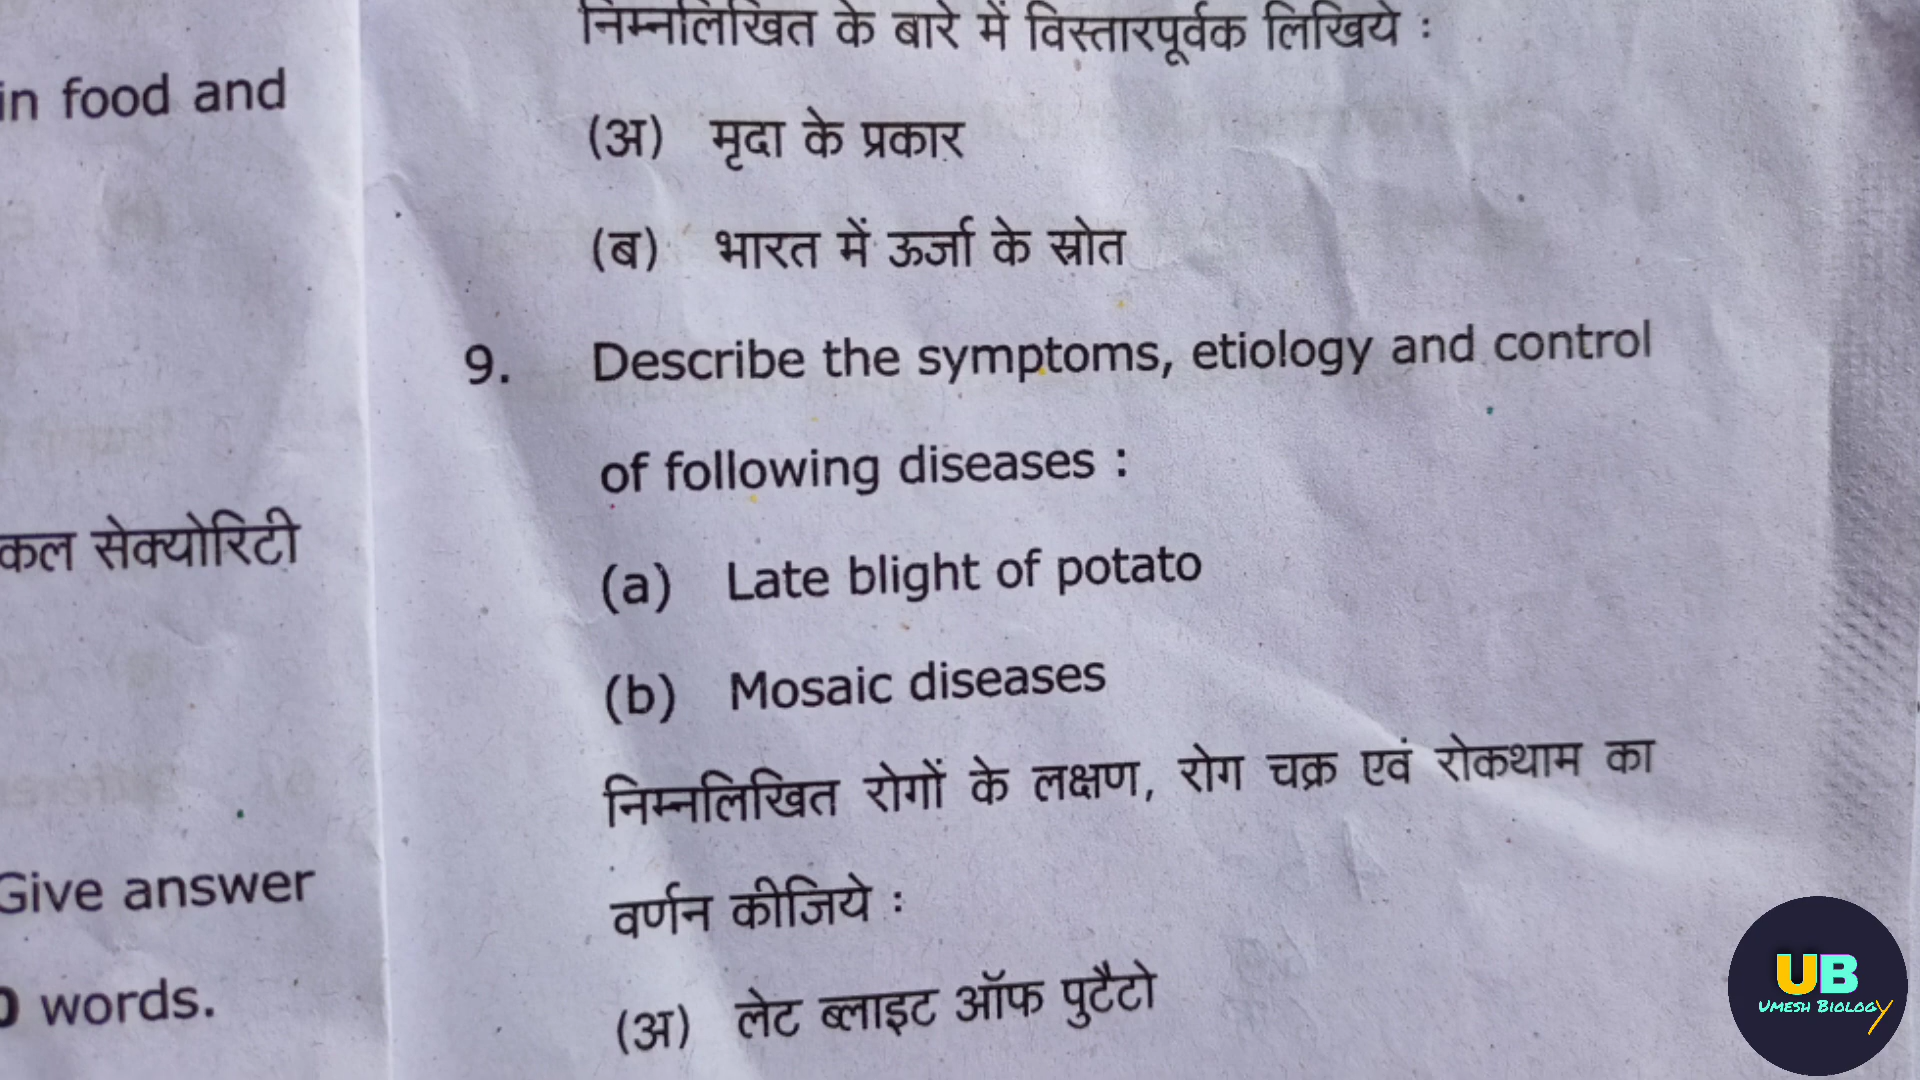 in food and
कल सेक्योरिटी
Give answer
words.
निम्नलिखित के बारे में विस्तारपूर्वक लिखिये :
(अ) मृदा के प्रकार
(ब) भारत में ऊर्जा के स्रोत
9. Describe the symptoms, etiology and control
of following diseases :
(a) Late blight of potato
(b) Mosaic diseases
निम्नलिखित रोगों के लक्षण, रोग चक्र एवं रोकथाम का
वर्णन कीजिये :
(अ) लेट ब्लाइट ऑफ पुटैटो
UB
UMESH BIOLOGY